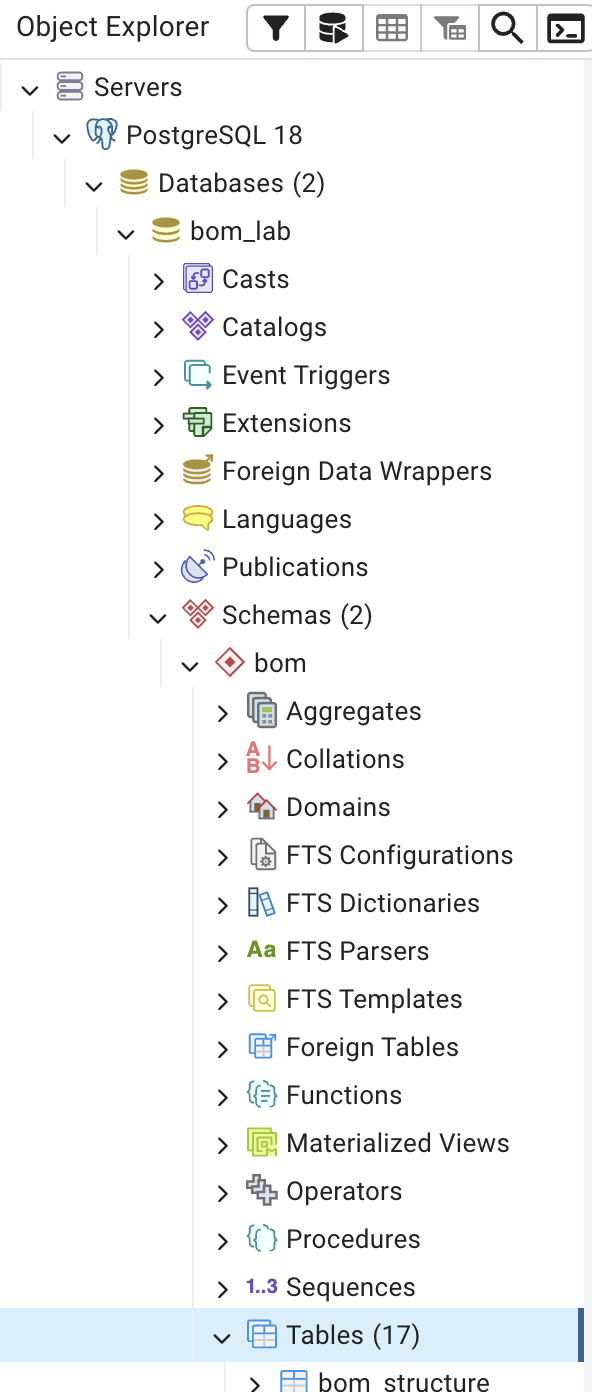 Object Explorer
Servers
PostgreSQL 18
Databases (2)
bom_lab
Casts
Catalogs
Event Triggers
Extensions
Foreign Data Wrappers
Languages
Publications
Schemas (2)
bom
Aggregates
A
B
Collations
Domains
FTS Configurations
FTS Dictionaries
Aa FTS Parsers
FTS Templates
Foreign Tables
Functions
Materialized Views
Operators
Procedures
1..3 Sequences
Tables (17)
bom_structure